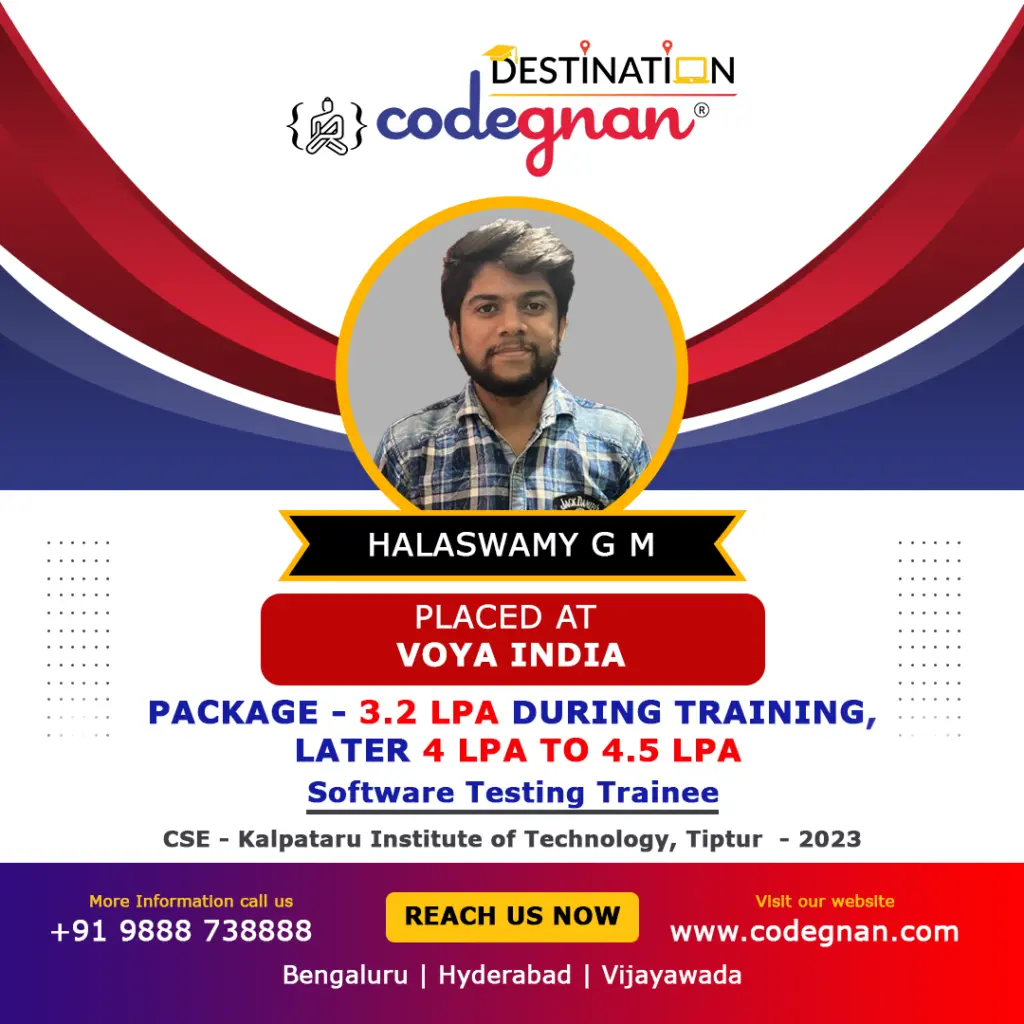 DESTINATION
codegnan®
HALASWAMY G M
PLACED AT
VOYA INDIA
PACKAGE - 3.2 LPA DURING TRAINING,
LATER 4 LPA TO 4.5 LPA
Software Testing Trainee
CSE - Kalpataru Institute of Technology, Tiptur - 2023
More Information call us
+91 9888 738888
REACH US NOW
Visit our website
www.codegnan.com
Bengaluru | Hyderabad | Vijayawada